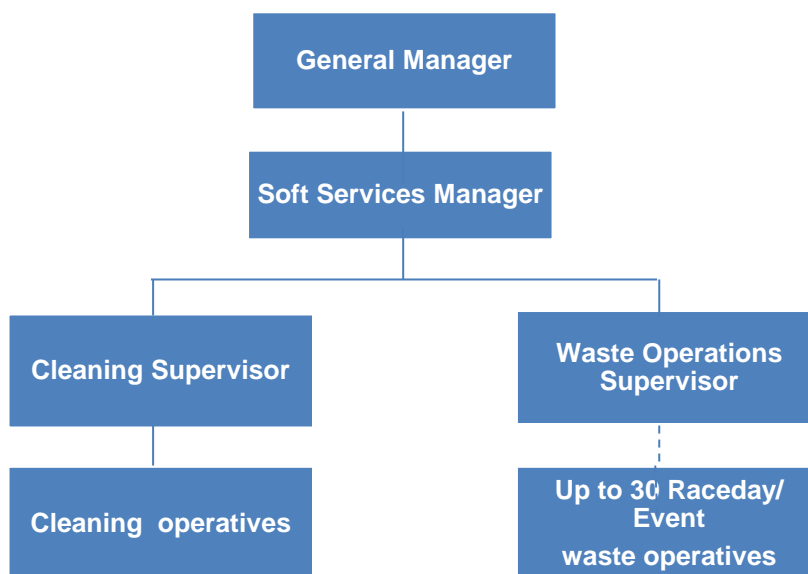 General Manager
Soft Services Manager
Cleaning Supervisor
Waste Operations
Supervisor
Cleaning operatives
Up to 30 Raceday/
Event
waste operatives